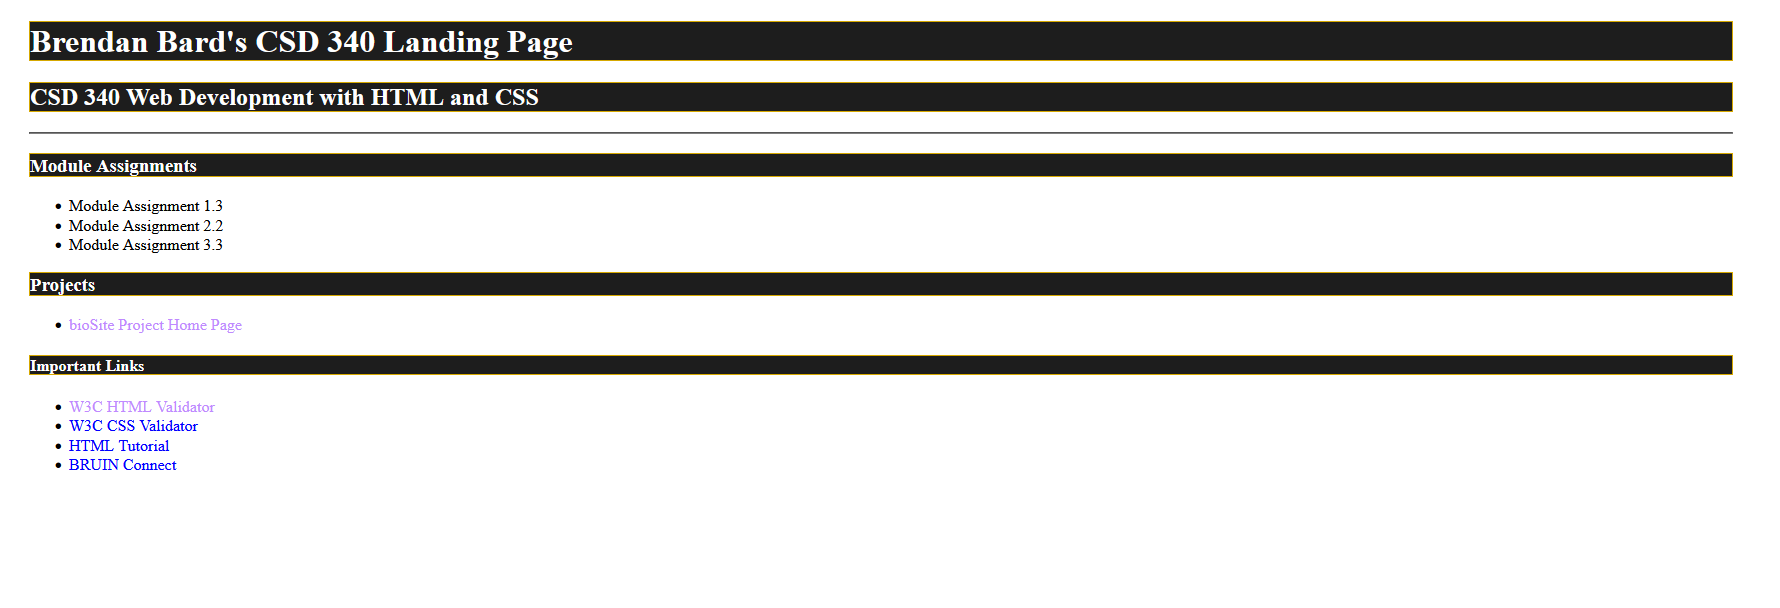 Brendan Bard's CSD 340 Landing Page
CSD 340 Web Development with HTML and CSS
Module Assignments
Module Assignment 1.3
Module Assignment 2.2
Module Assignment 3.3
Projects
bioSite Project Home Page
Important Links
W3C HTML Validator
W3C CSS Validator
HTML Tutorial
BRUIN Connect